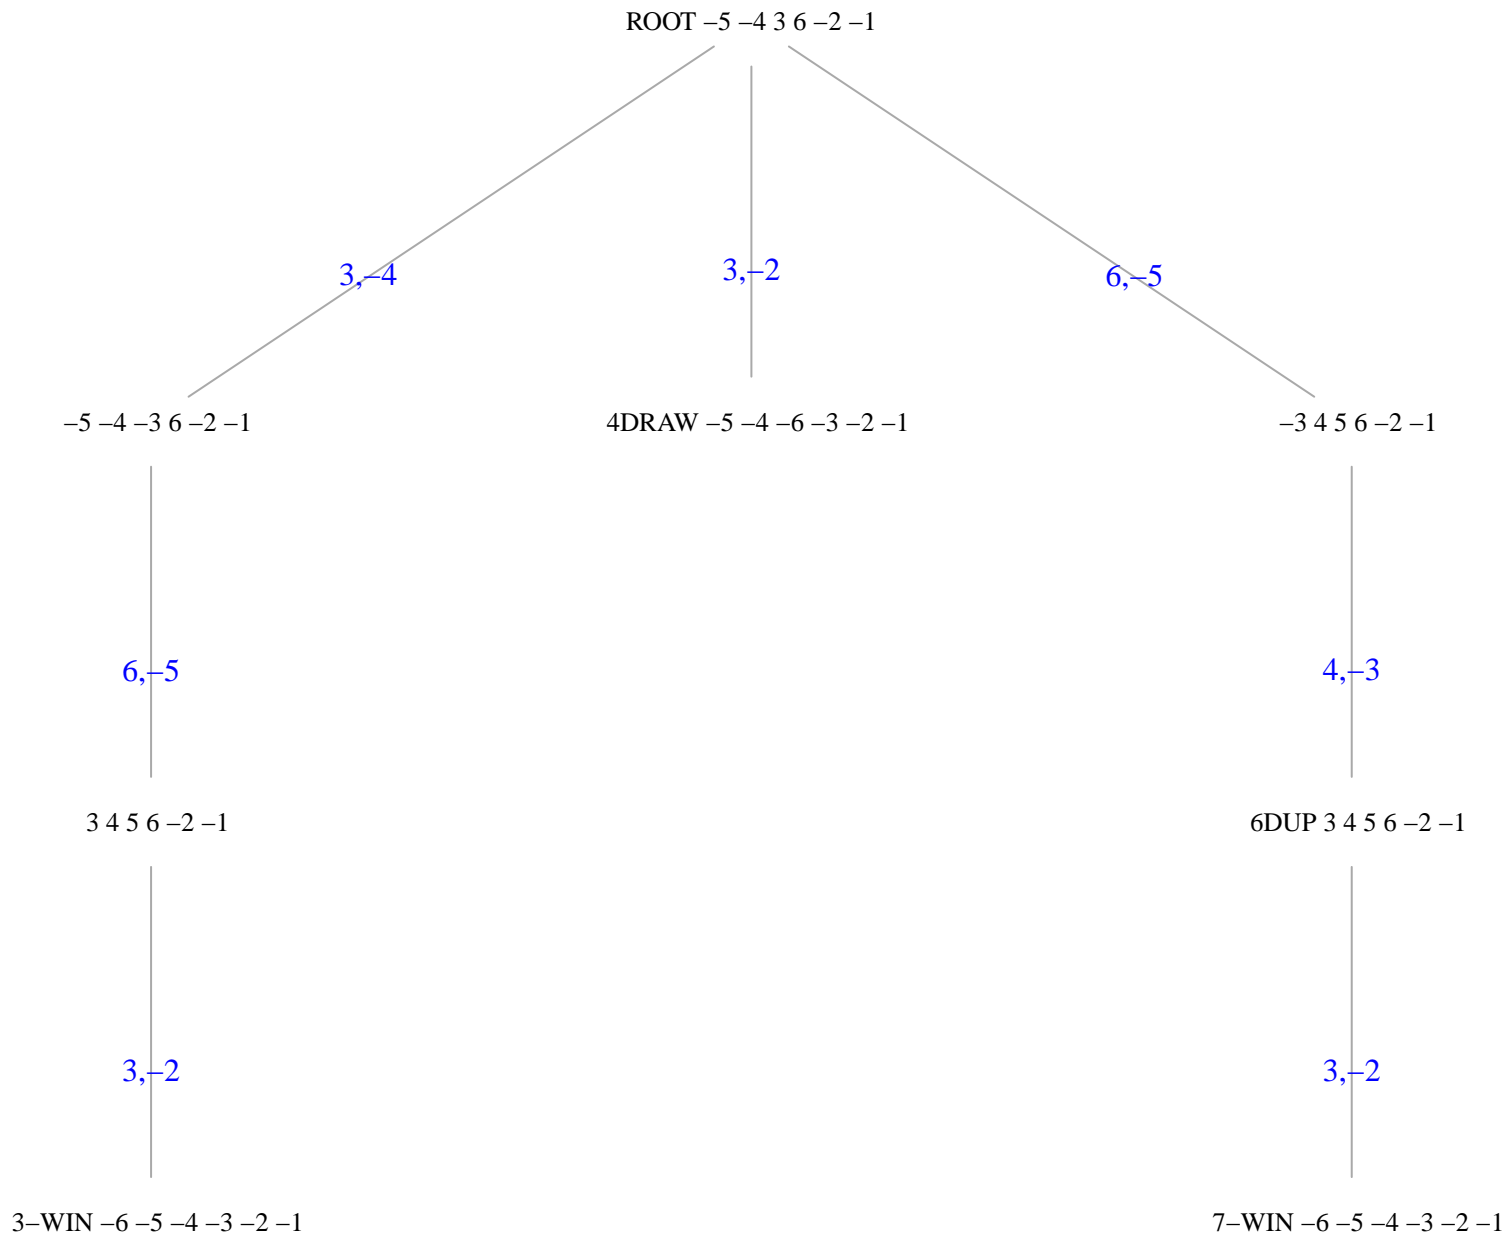 ROOT –5 –4 3 6 –2 –1
3,–4
3,–2
6,–5
–5 –4 –3 6 –2 –1
4DRAW –5 –4 –6 –3 –2 –1
–3 4 5 6 –2 –1
6,–5
4,–3
3 4 5 6 –2 –1
6DUP 3 4 5 6 –2 –1
3,–2
3,–2
3–WIN –6 –5 –4 –3 –2 –1
7–WIN –6 –5 –4 –3 –2 –1